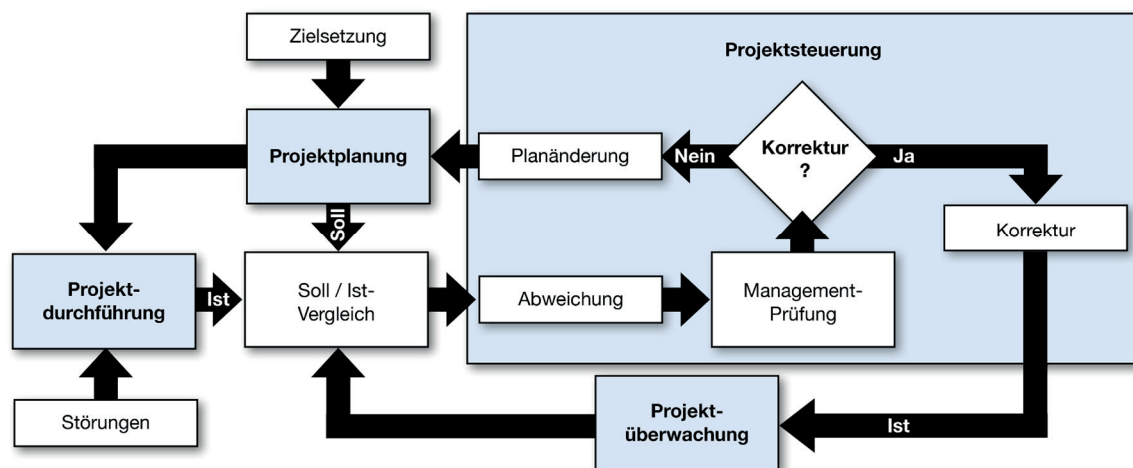 Zielsetzung
Projektsteuerung
Projektplanung
Planänderung
Nein
Korrektur
?
Ja
Soll
Korrektur
Projekt-
durchführung
Ist
Soll / Ist-
Vergleich
Abweichung
Management-
Prüfung
Störungen
Projekt-
überwachung
Ist